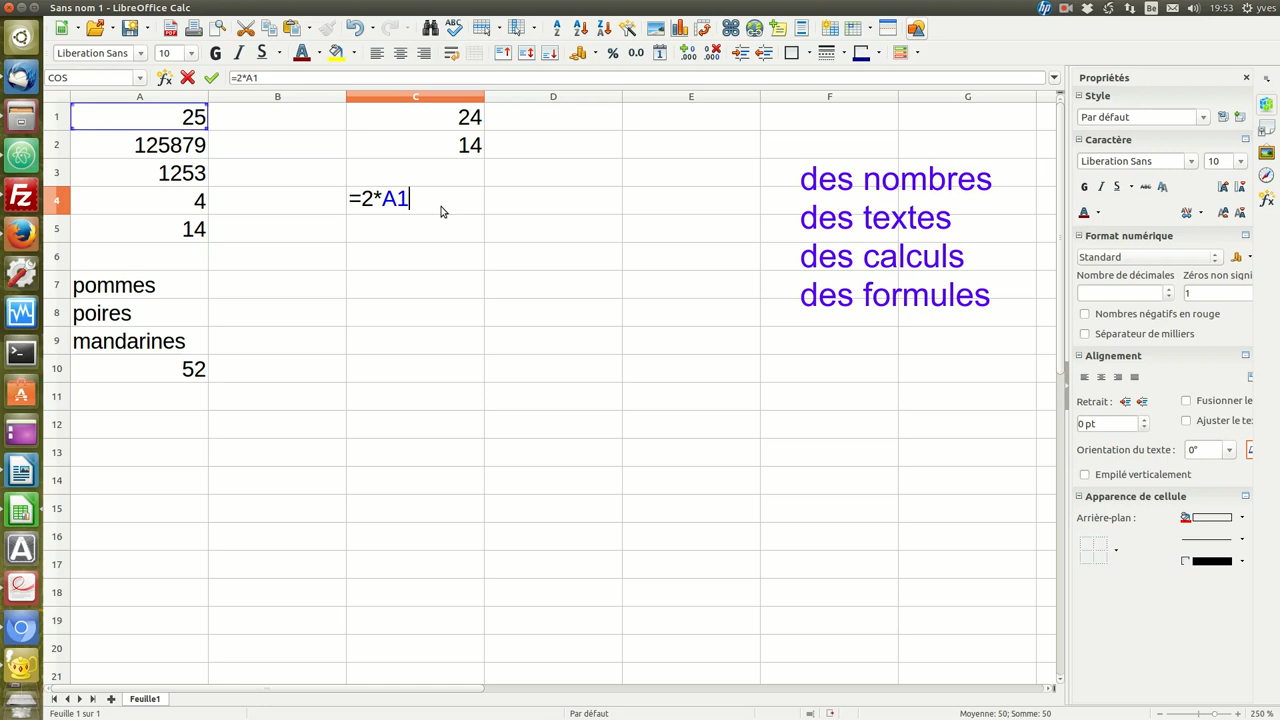 Sans nom 1 - LibreOffice Calc
Be
19:53
yves
Liberation Sans
10
G I S A
% 0.0
COS
=2*A1
A B C D E F G
1 25 24
2 125879 14
3 1253
4 4 =2*A1
5 14
6
7 pommes
8 poires
9 mandarines
10 52
11
12
13
14
15
16
17
18
19
20
21
des nombres
des textes
des calculs
des formules
Propriétés
Style
Par défaut
Caractère
Liberation Sans
10
G I S
Format numérique
Standard
Nombre de décimales
Zéros non signi
1
Nombres négatifs en rouge
Séparateur de milliers
Alignement
Retrait :
Fusionner le
0 pt
Ajuster le te
Orientation du texte :
0°
Empilé verticalement
Apparence de cellule
Arrière-plan :
Feuille1
Feuille 1 sur 1
Par défaut
Moyenne: 50; Somme: 50
250 %